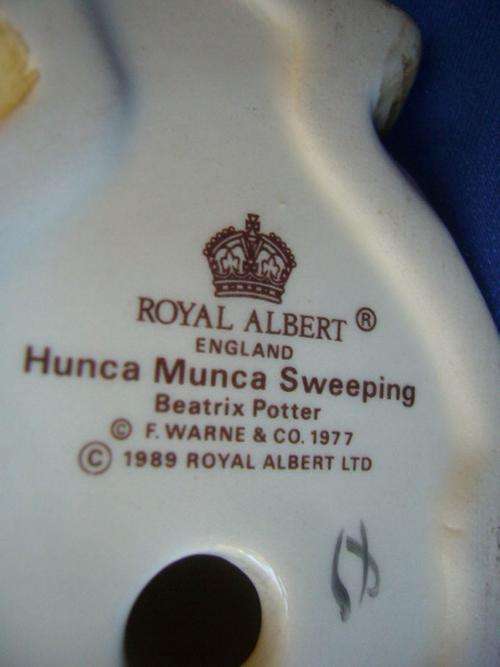 ROYAL ALBERT ®
ENGLAND
Hunca Munca Sweeping
Beatrix Potter
© F. WARNE & CO. 1977
© 1989 ROYAL ALBERT LTD